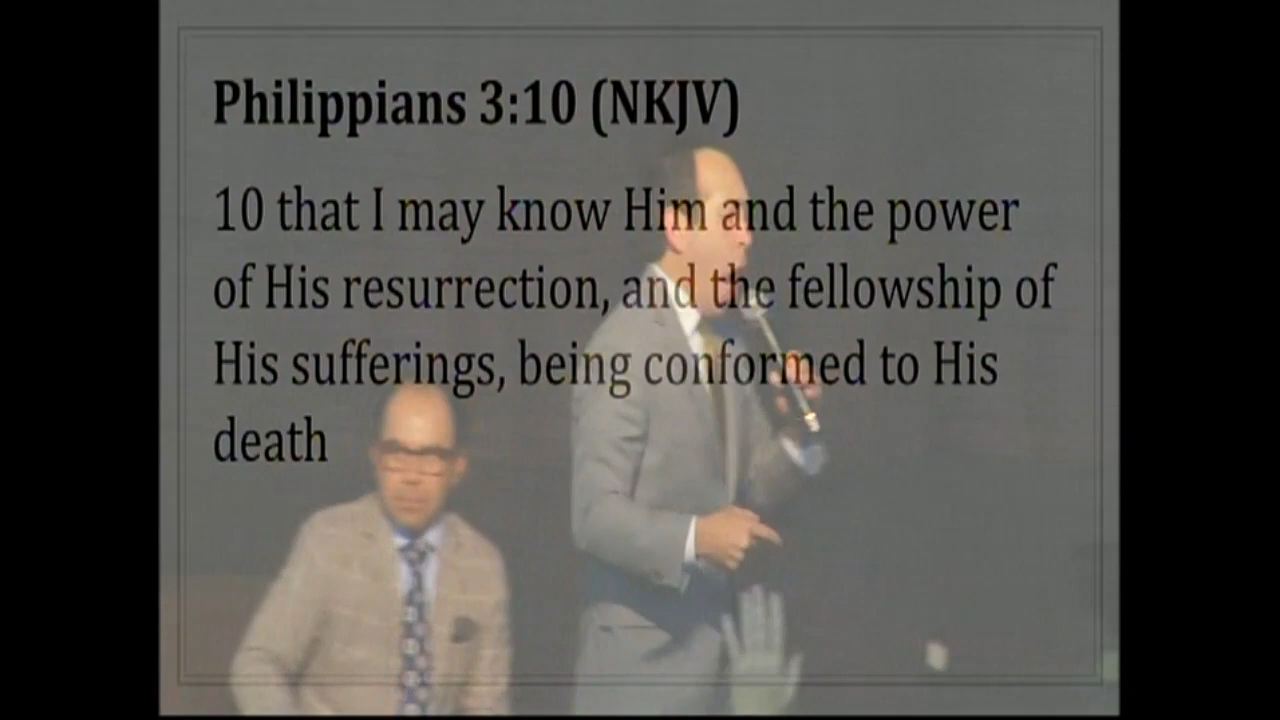 Philippians 3:10 (NKJV)
10 that I may know Him and the power
of His resurrection, and the fellowship of
His sufferings, being conformed to His
death